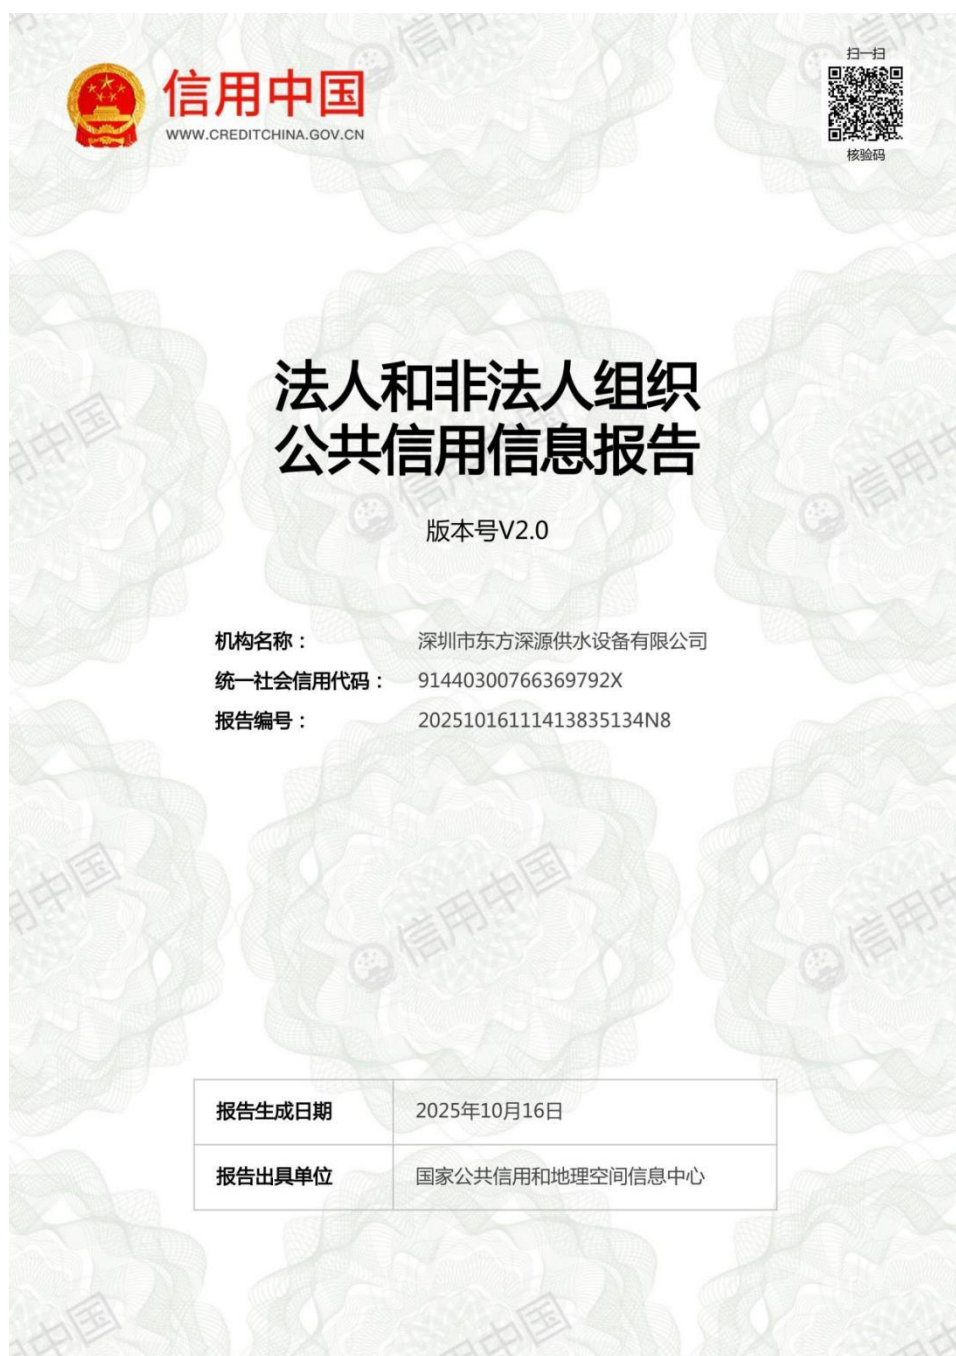 信用中国
WWW.CREDITCHINA.GOV.CN
扫一扫
核验码
法人和非法人组织
公共信用信息报告
版本号V2.0
机构名称： 深圳市东方深源供水设备有限公司
统一社会信用代码： 91440300766369792X
报告编号： 20251016111413835134N8
报告生成日期 2025年10月16日
报告出具单位 国家公共信用和地理空间信息中心